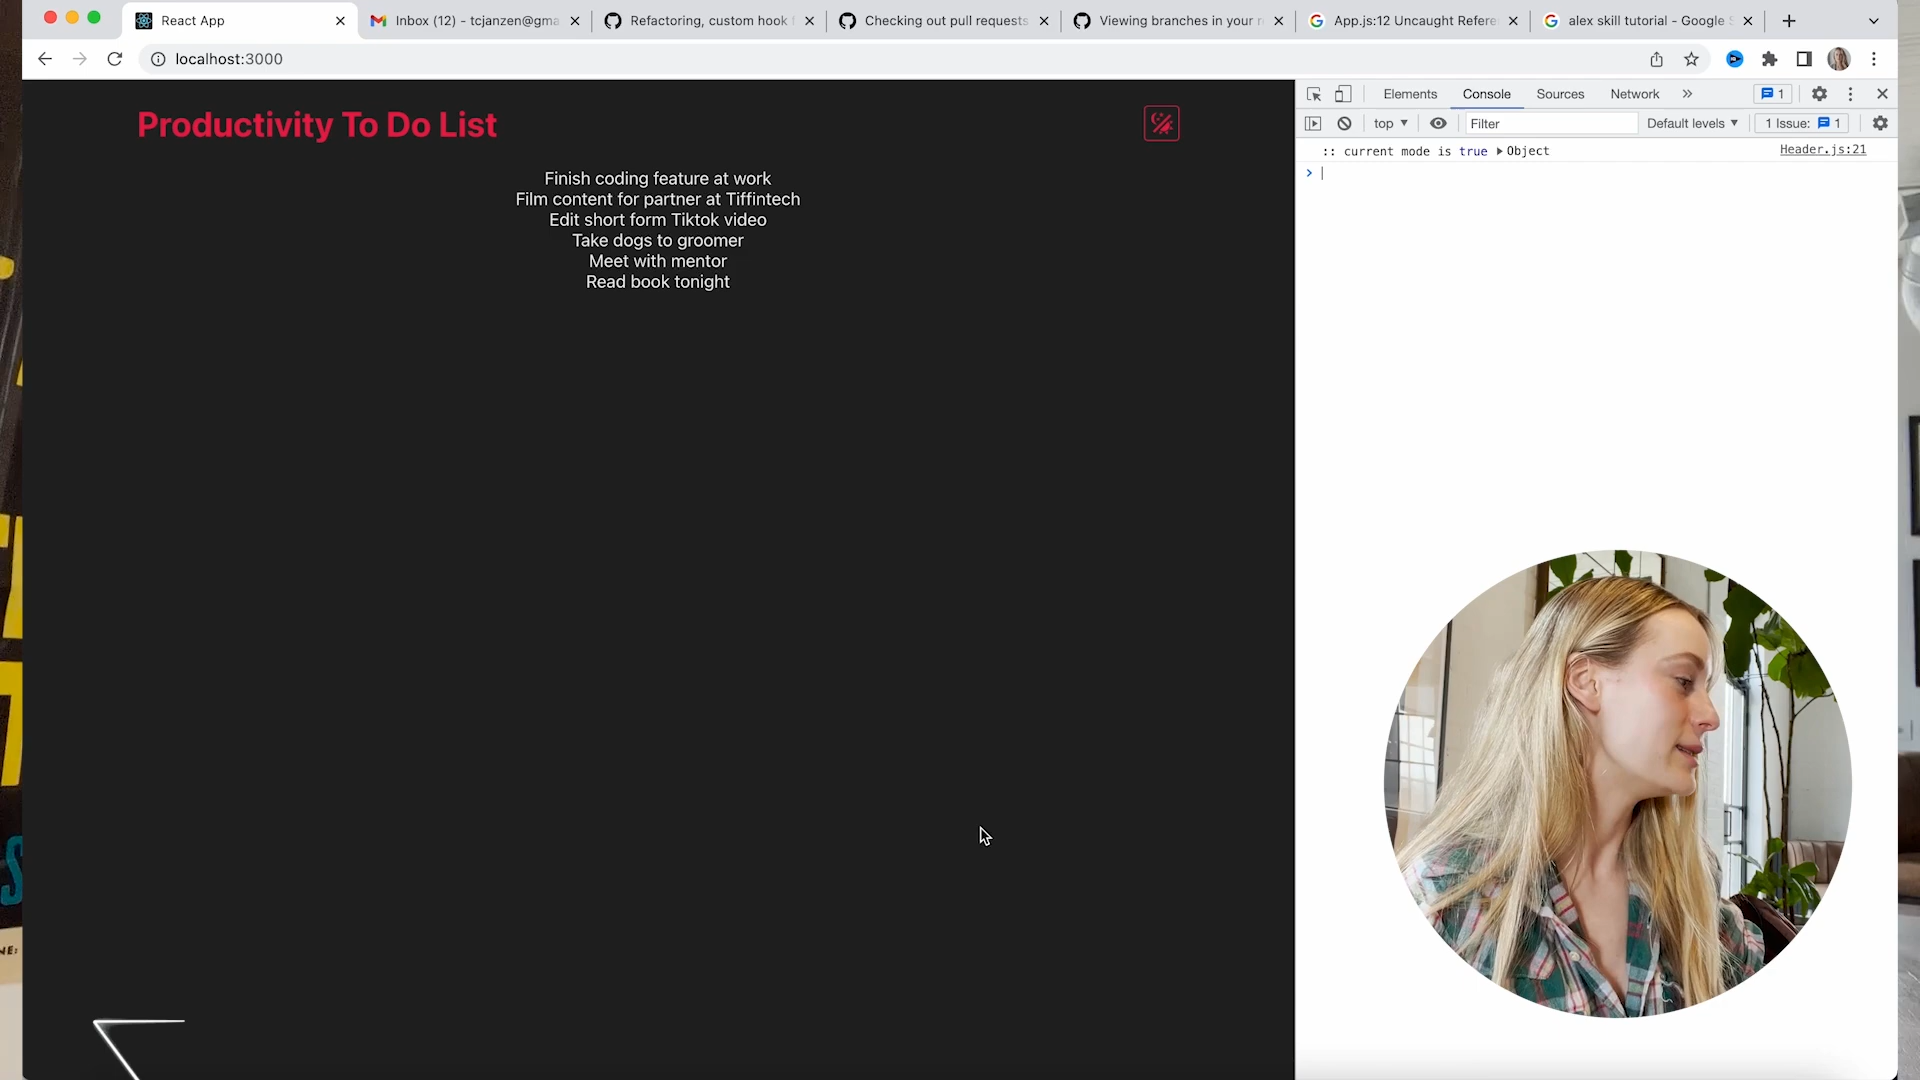 React App
Inbox (12) - tcjanzen@gma
Refactoring, custom hook f
Checking out pull requests
Viewing branches in your r
App.js:12 Uncaught Refere
alex skill tutorial - Google S
localhost:3000
Elements Console Sources Network » 1
top Filter Default levels 1 Issue: 1
:: current mode is true Object Header.js:21
Productivity To Do List
Finish coding feature at work
Film content for partner at Tiffintech
Edit short form Tiktok video
Take dogs to groomer
Meet with mentor
Read book tonight
NE: